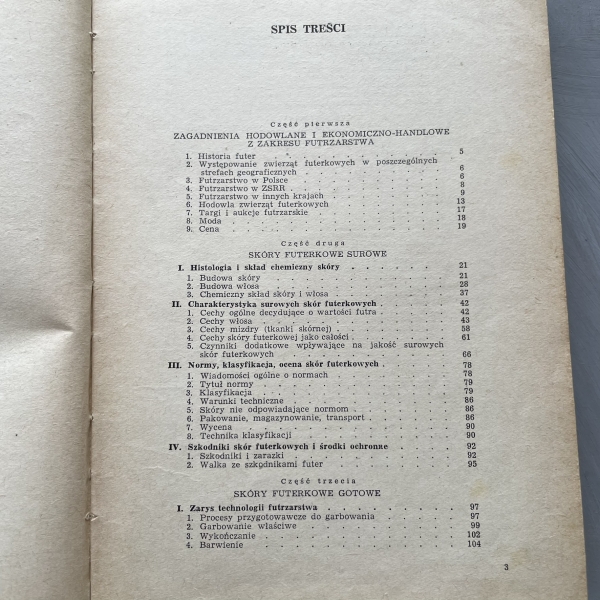 SPIS TREŚCI
Część pierwsza
ZAGADNIENIA HODOWLANE I EKONOMICZNO-HANDLOWE
Z ZAKRESU FUTRZARSTWA
1. Historia futer . . . . . . . 5
2. Występowanie zwierząt futerkowych w poszczególnych
strefach geograficznych . . . . . . . 6
3. Futrzarstwo w Polsce . . . . . . . 6
4. Futrzarstwo w ZSRR . . . . . . . 8
5. Futrzarstwo w innych krajach . . . . . . . 9
6. Hodowla zwierząt futerkowych . . . . . . . 13
7. Targi i aukcje futrzarskie . . . . . . . 17
8. Moda . . . . . . . 18
9. Cena . . . . . . . 19
Część druga
SKÓRY FUTERKOWE SUROWE
I. Histologia i skład chemiczny skóry . . . . . . . 21
1. Budowa skóry . . . . . . . 21
2. Budowa włosa . . . . . . . 28
3. Chemiczny skład skóry i włosa . . . . . . . 37
II. Charakterystyka surowych skór futerkowych . . . . . . . 42
1. Cechy ogólne decydujące o wartości futra . . . . . . . 42
2. Cechy włosa . . . . . . . 43
3. Cechy mizdry (tkanki skórnej) . . . . . . . 58
4. Cechy skóry futerkowej jako całości . . . . . . . 61
5. Czynniki dodatkowe wpływające na jakość surowych
skór futerkowych . . . . . . . 66
III. Normy, klasyfikacja, ocena skór futerkowych . . . . . . . 78
1. Wiadomości ogólne o normach . . . . . . . 78
2. Tytuł normy . . . . . . . 79
3. Klasyfikacja . . . . . . . 79
4. Warunki techniczne . . . . . . . 86
5. Skóry nie odpowiadające normom . . . . . . . 86
6. Pakowanie, magazynowanie, transport . . . . . . . 86
7. Wycena . . . . . . . 90
8. Technika klasyfikacji . . . . . . . 90
IV. Szkodniki skór futerkowych i środki ochronne . . . . . . . 92
1. Szkodniki i zarazki . . . . . . . 92
2. Walka ze szkodnikami futer . . . . . . . 95
Część trzecia
SKÓRY FUTERKOWE GOTOWE
I. Zarys technologii futrzarstwa . . . . . . . 97
1. Procesy przygotowawcze do garbowania . . . . . . . 97
2. Garbowanie właściwe . . . . . . . 99
3. Wykończanie . . . . . . . 102
4. Barwienie . . . . . . . 104
3